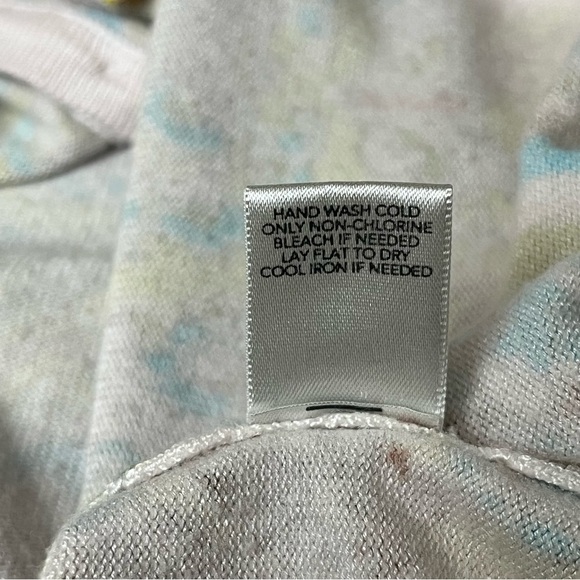 HAND WASH COLD
ONLY NON-CHLORINE
BLEACH IF NEEDED
LAY FLAT TO DRY
COOL IRON IF NEEDED